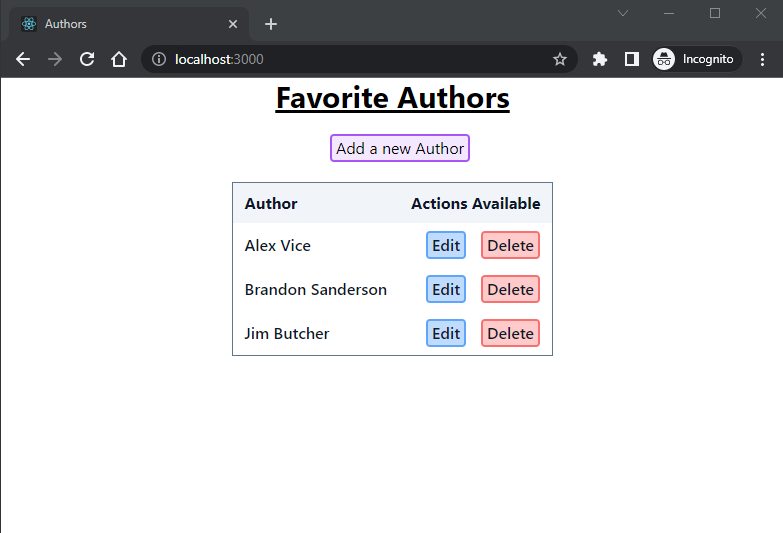 Authors
localhost:3000
Incognito
Favorite Authors
Add a new Author
Author Actions Available
Alex Vice Edit Delete
Brandon Sanderson Edit Delete
Jim Butcher Edit Delete